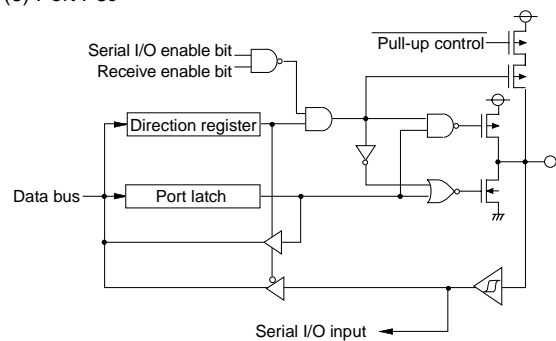 Serial I/O enable bit
Receive enable bit
Pull-up control
Direction register
Data bus
Port latch
Serial I/O input